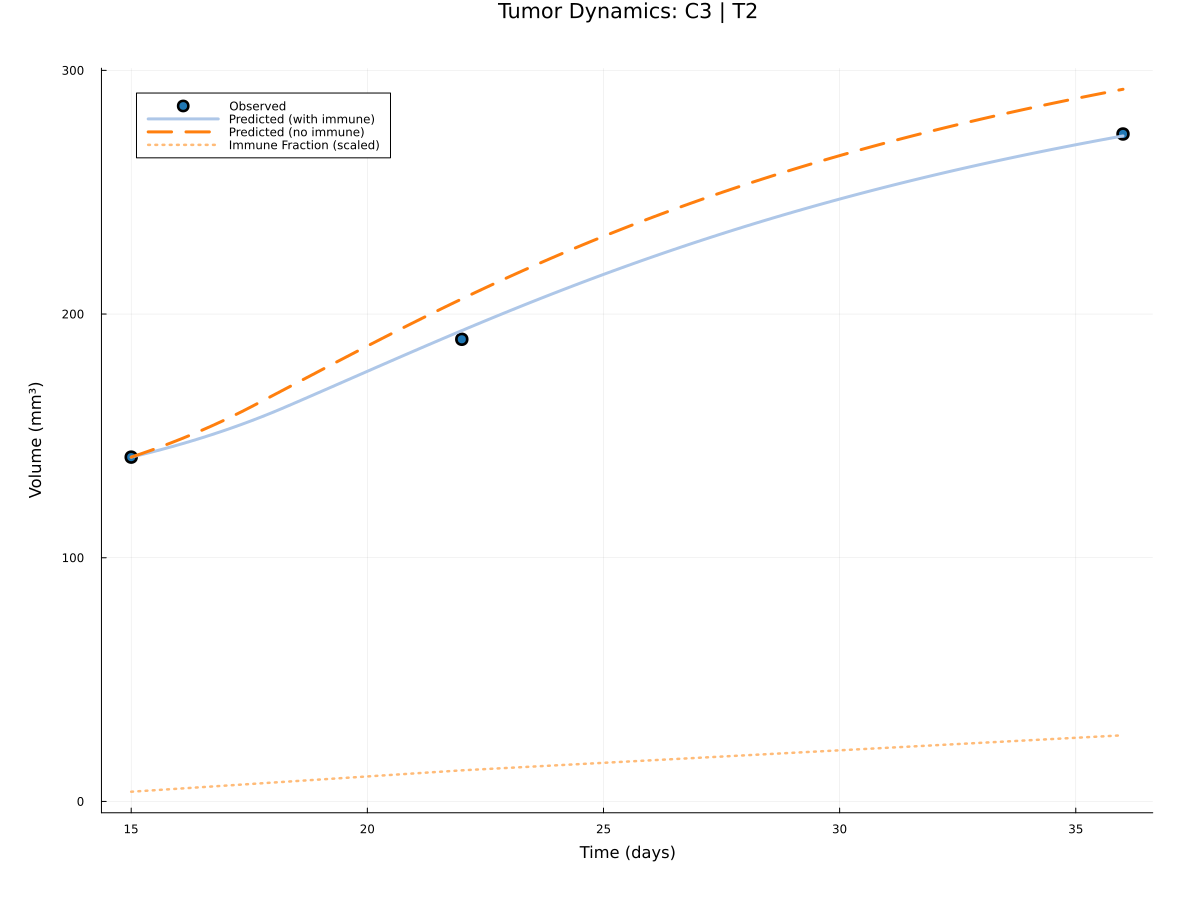 Tumor Dynamics: C3 | T2
300
Observed
Predicted (with immune)
Predicted (no immune)
Immune Fraction (scaled)
200
Volume (mm³)
100
0
15 20 25 30 35
Time (days)